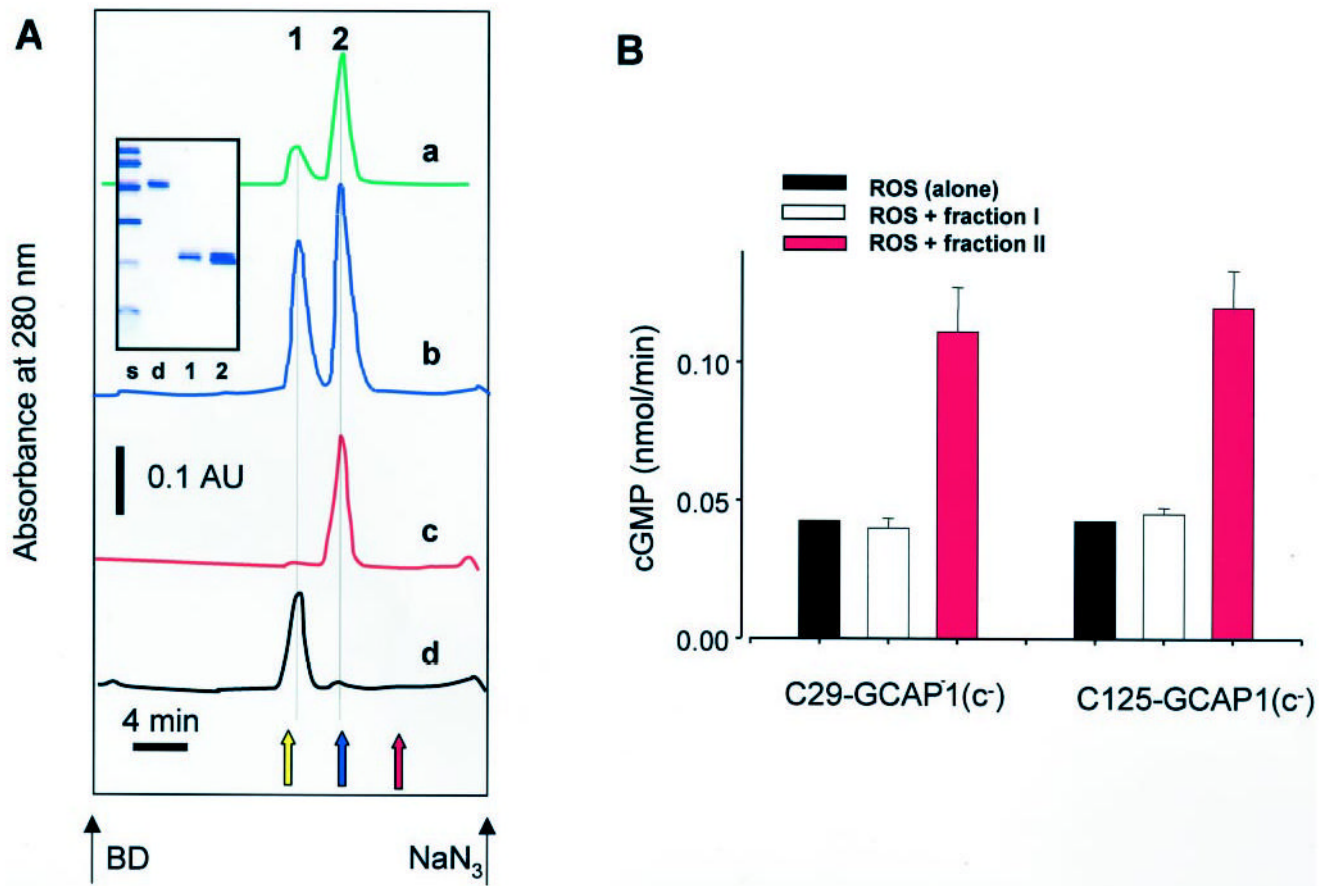 A
1 2
a
b
s d 1 2
Absorbance at 280 nm
0.1 AU
c
d
4 min
BD
NaN3
B
ROS (alone)
ROS + fraction I
ROS + fraction II
cGMP (nmol/min)
0.10
0.05
0.00
C29-GCAP1(c-)
C125-GCAP1(c-)